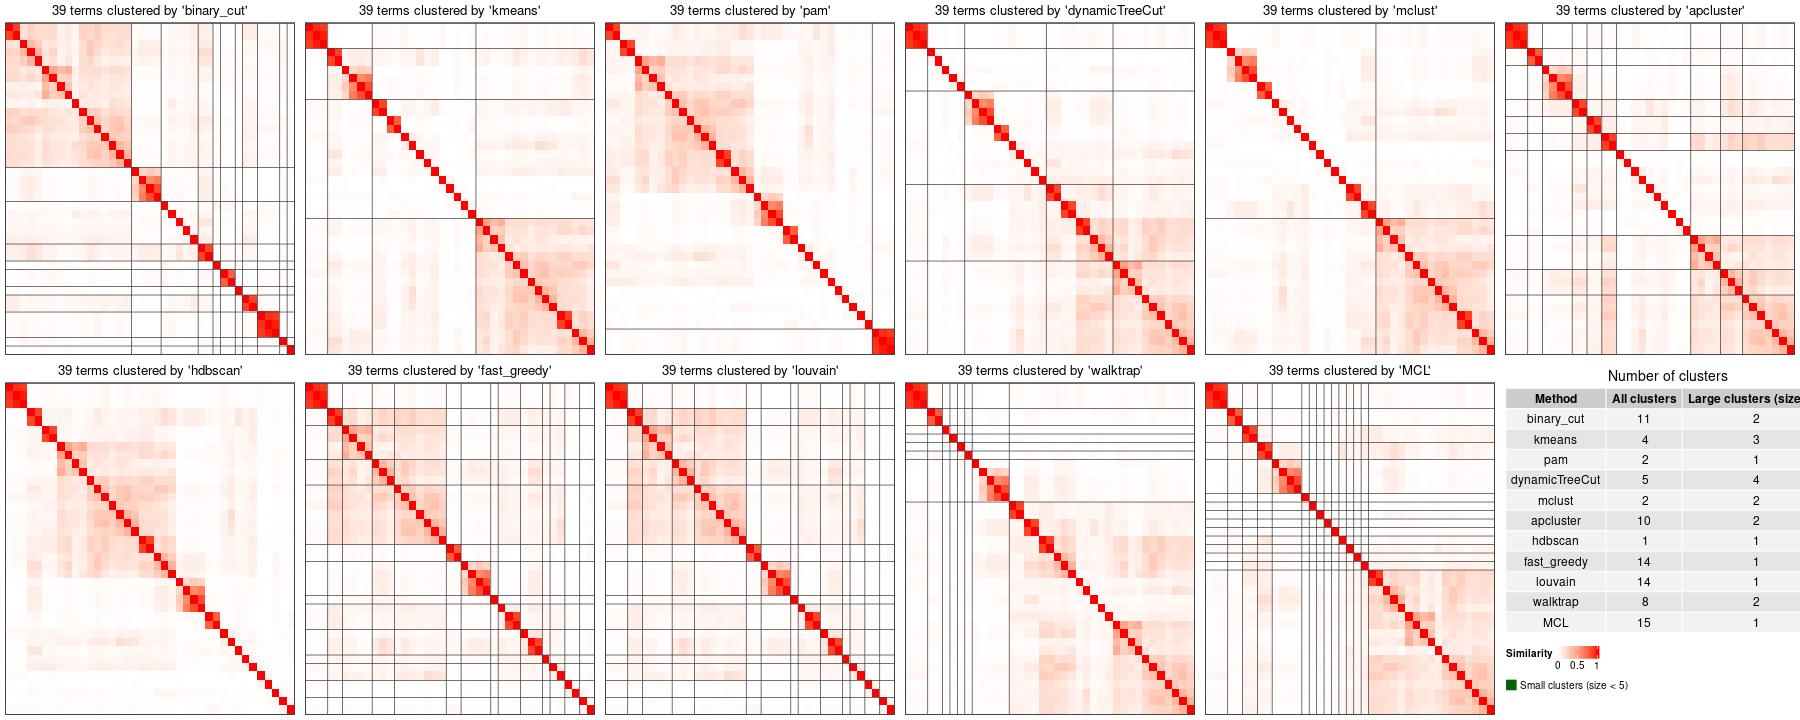 39 terms clustered by 'binary_cut'
39 terms clustered by 'kmeans'
39 terms clustered by 'pam'
39 terms clustered by 'dynamicTreeCut'
39 terms clustered by 'mclust'
39 terms clustered by 'apcluster'
39 terms clustered by 'hdbscan'
39 terms clustered by 'fast_greedy'
39 terms clustered by 'louvain'
39 terms clustered by 'walktrap'
39 terms clustered by 'MCL'
Number of clusters
Method All clusters Large clusters (size
binary_cut 11 2
kmeans 4 3
pam 2 1
dynamicTreeCut 5 4
mclust 2 2
apcluster 10 2
hdbscan 1 1
fast_greedy 14 1
louvain 14 1
walktrap 8 2
MCL 15 1
Similarity
0 0.5 1
Small clusters (size < 5)